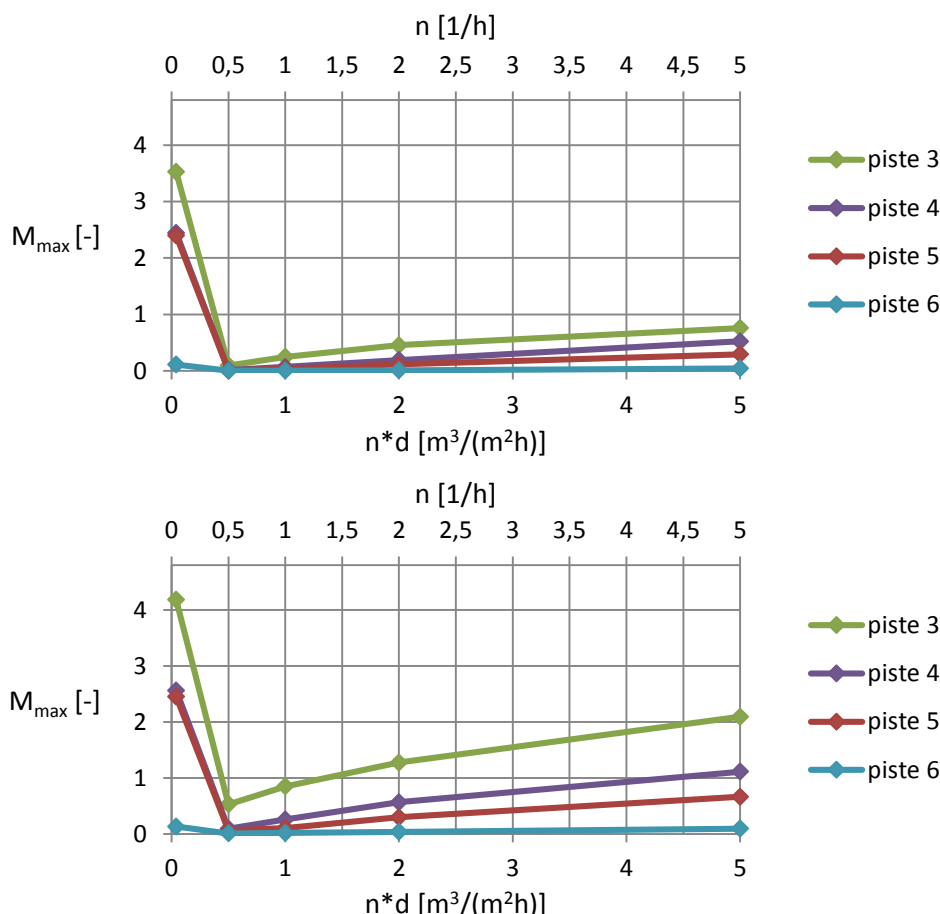 n [1/h]
0 0,5 1 1,5 2 2,5 3 3,5 4 4,5 5
4
3
2
1
0
M_max [-]
0 1 2 3 4 5
n*d [m³/(m²h)]
piste 3
piste 4
piste 5
piste 6
n [1/h]
0 0,5 1 1,5 2 2,5 3 3,5 4 4,5 5
4
3
2
1
0
M_max [-]
0 1 2 3 4 5
n*d [m³/(m²h)]
piste 3
piste 4
piste 5
piste 6